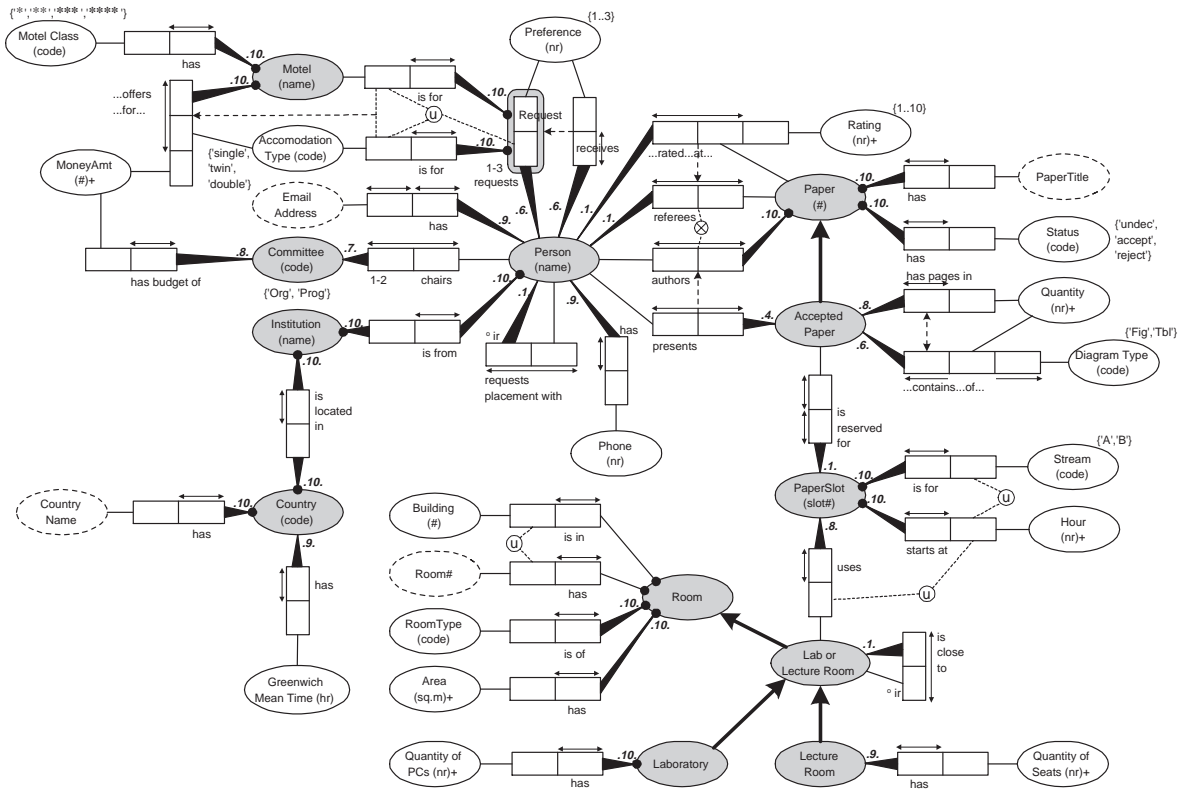 {'*','**','***','****'}
Motel Class
(code)
has
.10.
Motel
(name)
.10.
...offers
...for...
MoneyAmt
(#)+
{'single',
'twin',
'double'}
Accomodation
Type (code)
is for
u
is for
.10.
.10.
Preference
(nr)
{1..3}
Request
receives
1-3
requests
.6.
.6.
Email
Address
has
.9.
has budget of
.8.
Committee
(code)
{'Org', 'Prog'}
.7.
1-2
chairs
Person
(name)
.1.
...rated...at...
{1..10}
Rating
(nr)+
.1.
referees
authors
.10.
presents
.4.
Paper
(#)
.10.
has
PaperTitle
.10.
has
Status
(code)
{'undec',
'accept',
'reject'}
Accepted
Paper
has pages in
.8.
Quantity
(nr)+
.6.
...contains...of...
{'Fig','Tbl'}
Diagram Type
(code)
Institution
(name)
.10.
is from
.10.
.1.
º ir
requests
placement with
.9.
has
Phone
(nr)
.10.
is
located
in
.10.
Country
Name
has
.10.
Country
(code)
.9.
has
Greenwich
Mean Time (hr)
is
reserved
for
.1.
PaperSlot
(slot#)
.10.
is for
{'A','B'}
Stream
(code)
u
.10.
starts at
Hour
(nr)+
.8.
uses
u
Building
(#)
is in
u
Room#
has
RoomType
(code)
is of
.10.
Area
(sq.m)+
has
.10.
Room
Lab or
Lecture Room
.1.
is
close
to
º ir
Quantity of
PCs (nr)+
has
.10.
Laboratory
Lecture
Room
.9.
has
Quantity of
Seats (nr)+